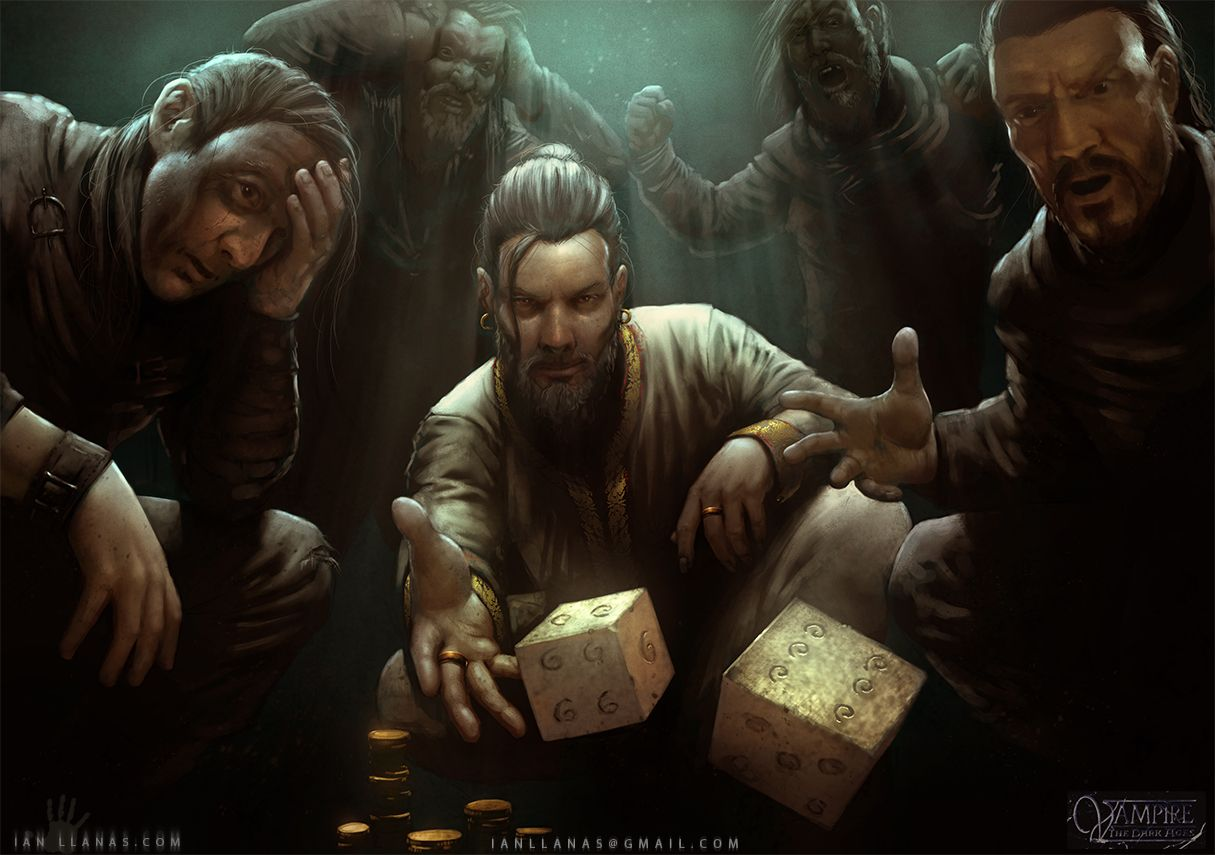 IAN LLANAS.COM
IANLLANAS@GMAIL.COM
VAMPIRE
THE DARK AGES